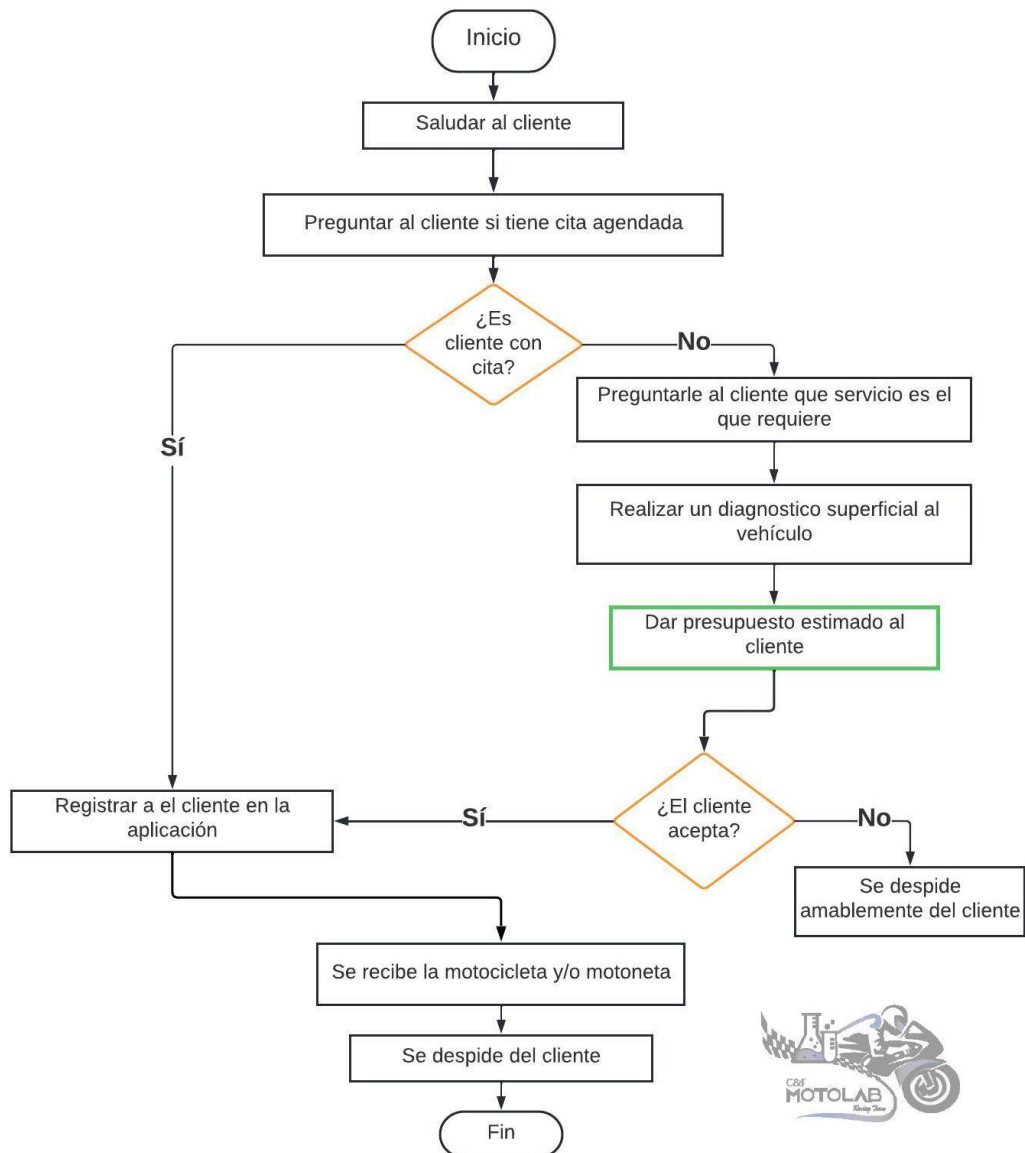 Inicio
Saludar al cliente
Preguntar al cliente si tiene cita agendada
¿Es
cliente con
cita?
No
Preguntarle al cliente que servicio es el
que requiere
Sí
Realizar un diagnostico superficial al
vehículo
Dar presupuesto estimado al
cliente
Registrar a el cliente en la
aplicación
Sí
¿El cliente
acepta?
No
Se despide
amablemente del cliente
Se recibe la motocicleta y/o motoneta
Se despide del cliente
Fin
C&F
MOTOLAB
Racing Team